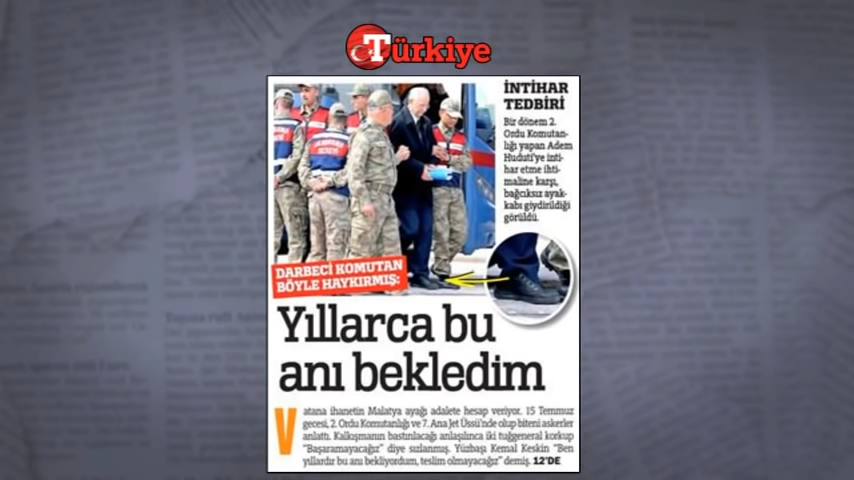 Türkiye
İNTİHAR
TEDBİRİ
Bir dönem 2.
Ordu Komutan-
lığı yapan Adem
Huduti'ye inti-
har etme ihti-
maline karşı,
bağcıksız ayak-
kabı giydirildiği
görüldü.
DARBECİ KOMUTAN
BÖYLE HAYKIRMIŞ:
Yıllarca bu
anı bekledim
Vatana ihanetin Malatya ayağı adalete hesap veriyor. 15 Temmuz
gecesi, 2. Ordu Komutanlığı ve 7. Ana Jet Üssü'nde olup biteni askerler
anlattı. Kalkışmanın bastırılacağı anlaşılınca iki tuğgeneral korkup
"Başaramayacağız" diye sızlanmış. Yüzbaşı Kemal Keskin "Ben
yıllardır bu anı bekliyordum, teslim olmayacağız" demiş. 12'DE